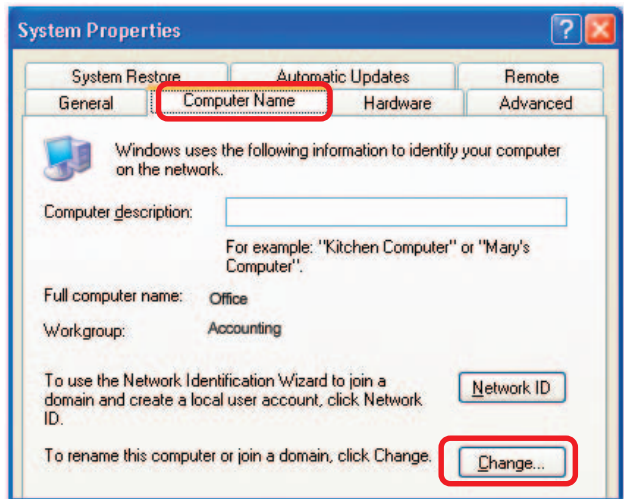 System Properties
?
System Restore Automatic Updates Remote
General Computer Name Hardware Advanced
Windows uses the following information to identify your computer
on the network.
Computer description:
For example: "Kitchen Computer" or "Mary's
Computer".
Full computer name: Office
Workgroup: Accounting
To use the Network Identification Wizard to join a
domain and create a local user account, click Network
ID.
Network ID
To rename this computer or join a domain, click Change.
Change...